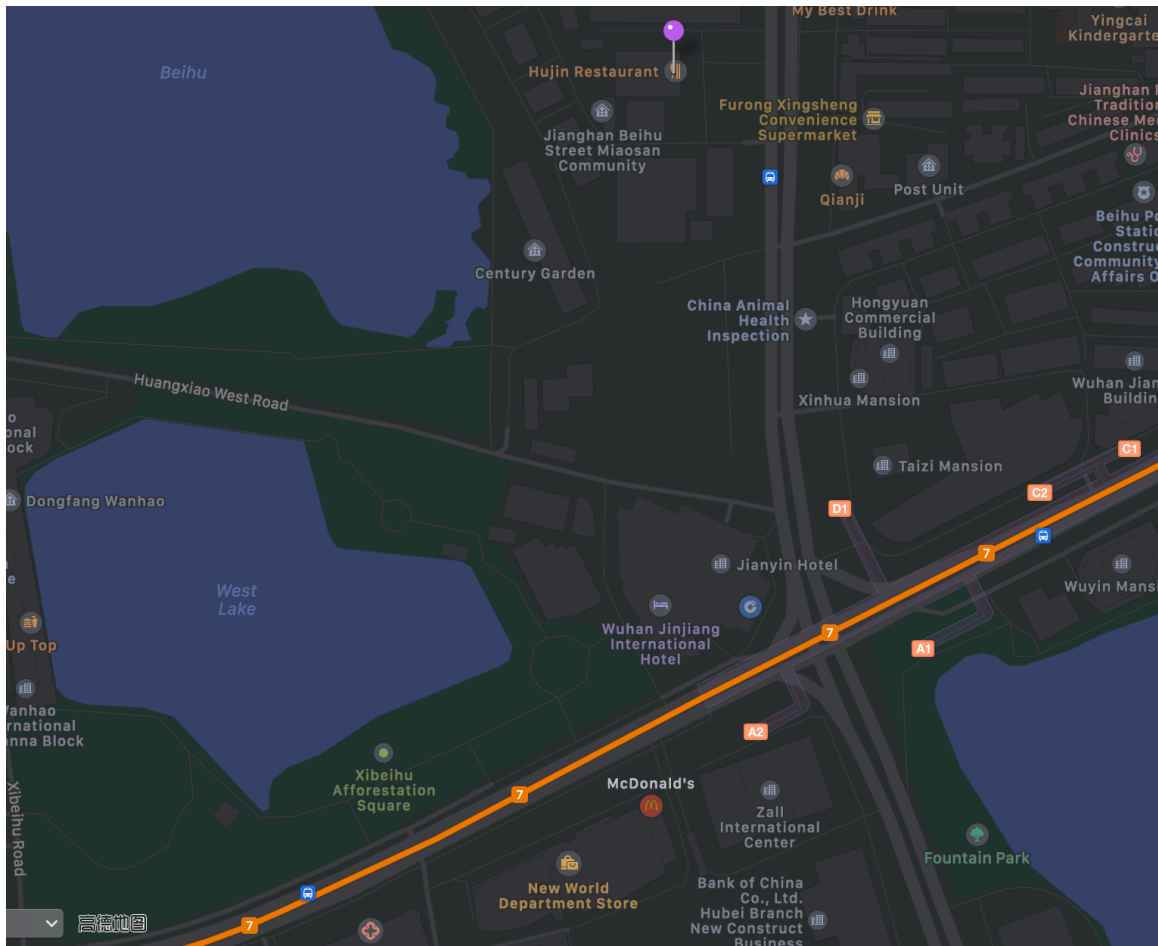 My Best Drink
Yingcai
Beihu
Hujin Restaurant
Furong Xingsheng
Convenience
Supermarket
Jianghan
Traditio
Chinese Me
Clinics
Jianghan Beihu
Street Miaosan
Community
Qianji
Post Unit
Beihu Po
Static
Constru
Community
Affairs O
Century Garden
China Animal
Health
Inspection
Hongyuan
Commercial
Building
Huangxiao West Road
Xinhua Mansion
Wuhan Jian
Buildin
o
onal
ock
C1
Taizi Mansion
C2
Dongfang Wanhao
D1
7
Jianyin Hotel
e
West
Lake
Wuyin Mansi
Wuhan Jinjiang
International
Hotel
7
Up Top
A1
Wanhao
ernational
nna Block
A2
Xibeihu
Afforestation
Square
McDonald's
7
Xibeihu Road
Zall
International
Center
Fountain Park
New World
Department Store
Bank of China
Co., Ltd.
Hubei Branch
New Construct
Business
7
高德地图